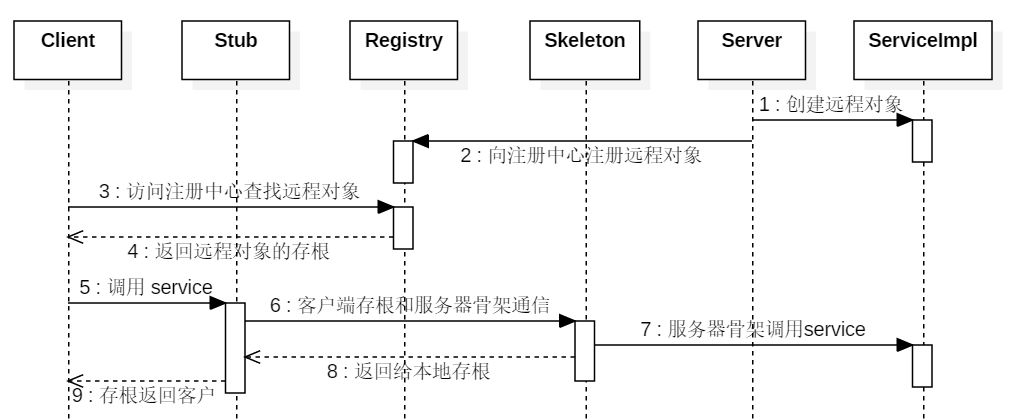 Client
Stub
Registry
Skeleton
Server
ServiceImpl
1 : 创建远程对象
2 : 向注册中心注册远程对象
3 : 访问注册中心查找远程对象
4 : 返回远程对象的存根
5 : 调用 service
6 : 客户端存根和服务器骨架通信
7 : 服务器骨架调用service
8 : 返回给本地存根
9 : 存根返回客户